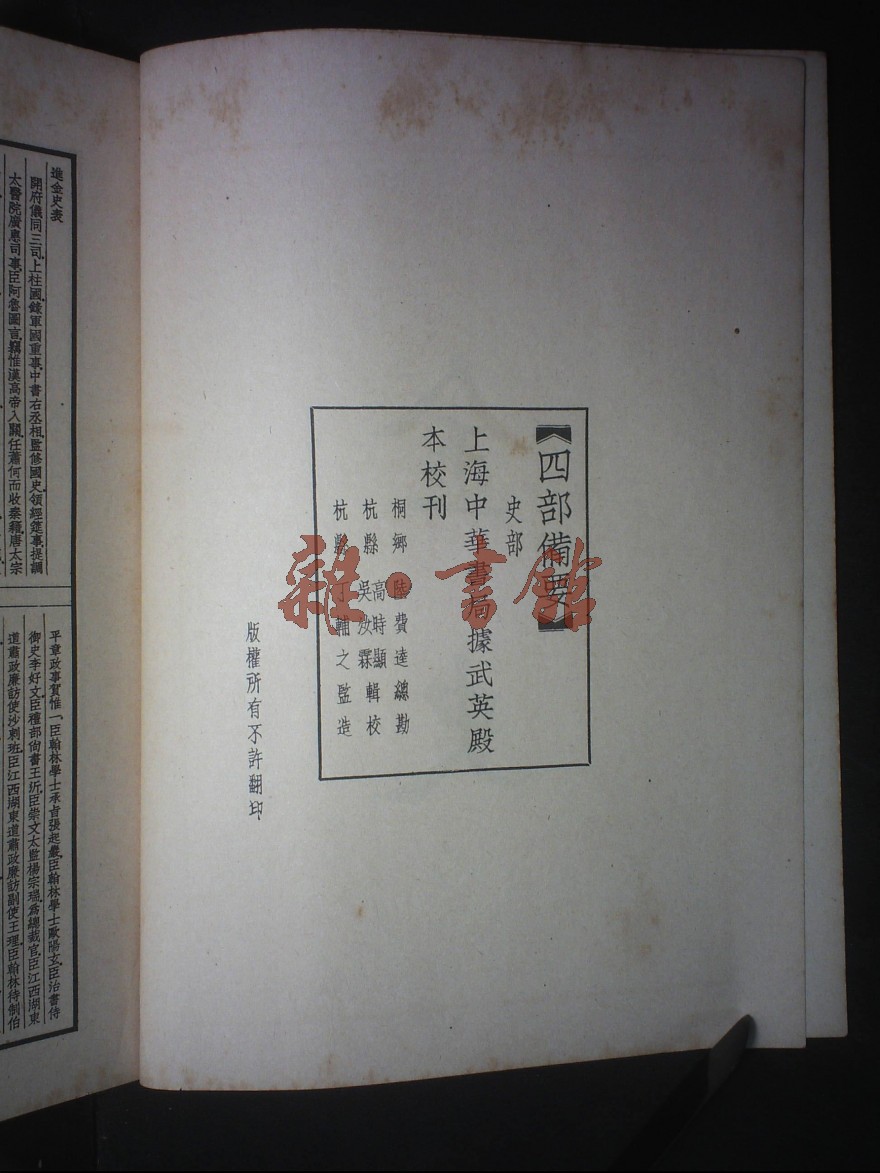 【四部備要】
史部
上海中華書局據武英殿
本校刊
桐鄉 陸費逵總勘
杭縣 高時顯 吳汝霖 輯校
杭縣 丁輔之監造
版權所有不許翻印
雜·書館
進金史表
開府儀同三司上柱國錄軍國重事中書右丞相監修國史領經筵事提調
太醫院廣惠司事臣阿魯圖言竊惟漢高帝入關任蕭何而收秦籍唐太宗
平章政事賀惟一臣翰林學士承旨張起巖臣翰林學士歐陽玄臣治書侍
御史李好文臣禮部尚書王沂臣崇文太監楊宗瑞為總裁官臣江西湖東
道肅政廉訪使沙剌班臣江西湖東道肅政廉訪副使王理臣翰林待制伯